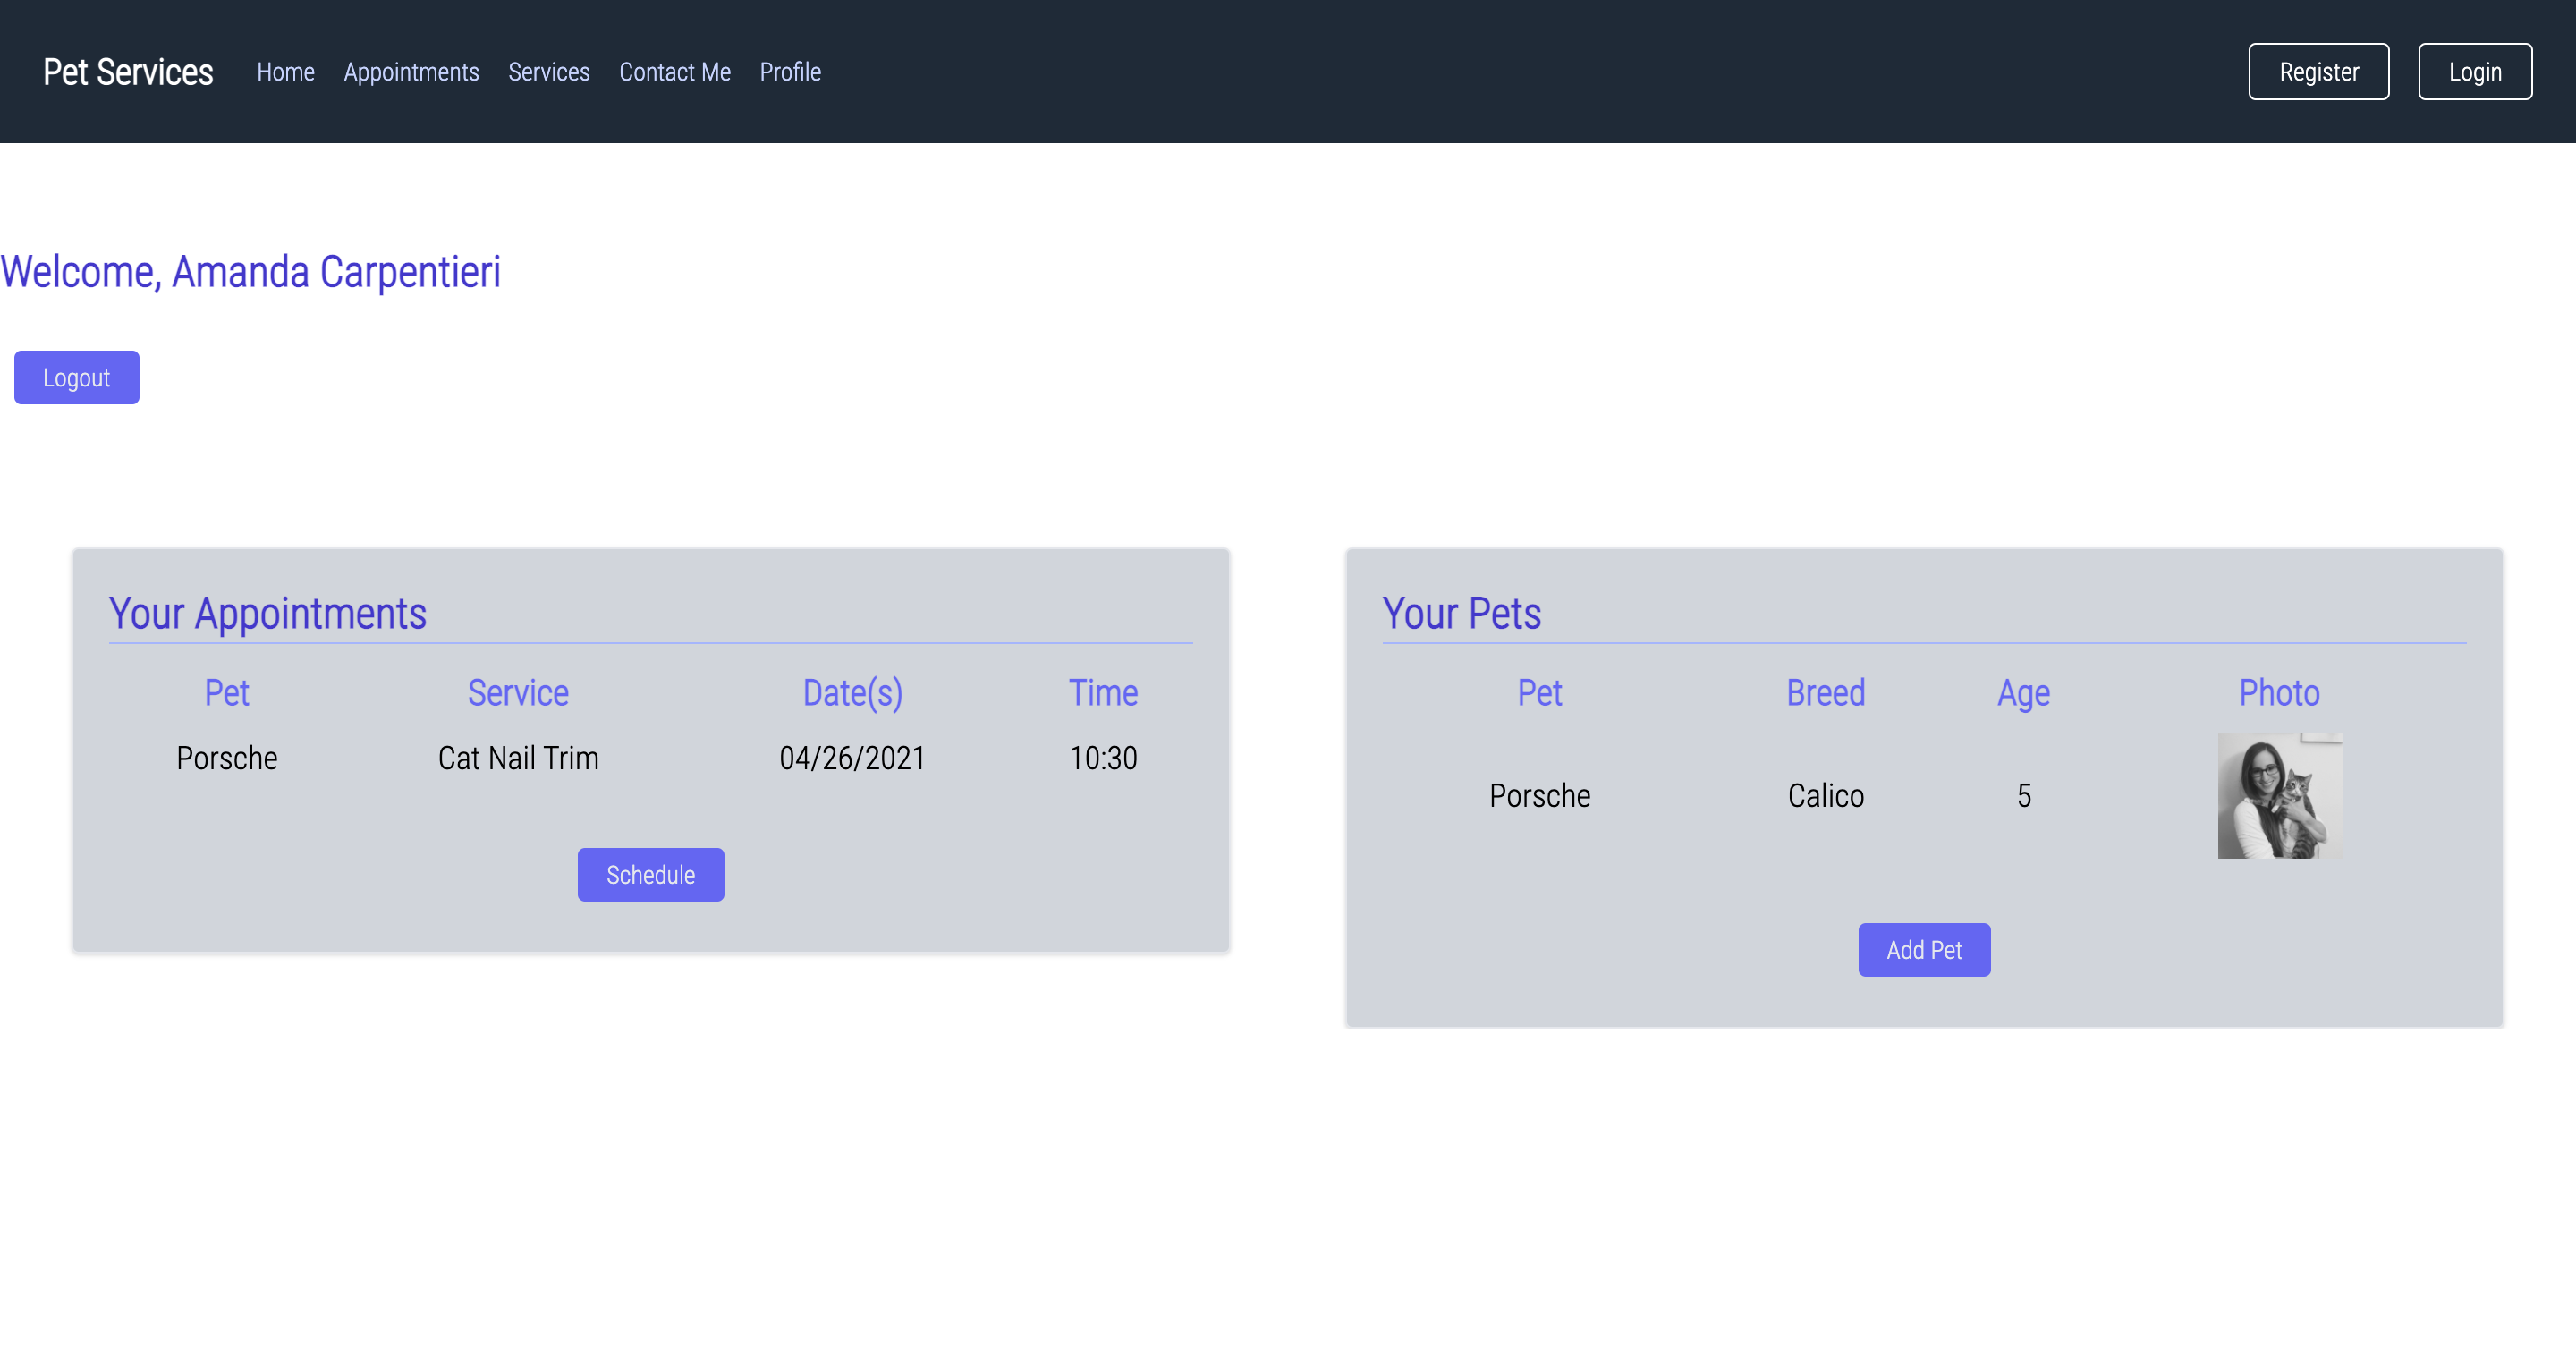 Pet Services Home Appointments Services Contact Me Profile Register Login
Welcome, Amanda Carpentieri
Logout
Your Appointments
Pet Service Date(s) Time
Porsche Cat Nail Trim 04/26/2021 10:30
Schedule
Your Pets
Pet Breed Age Photo
Porsche Calico 5
Add Pet